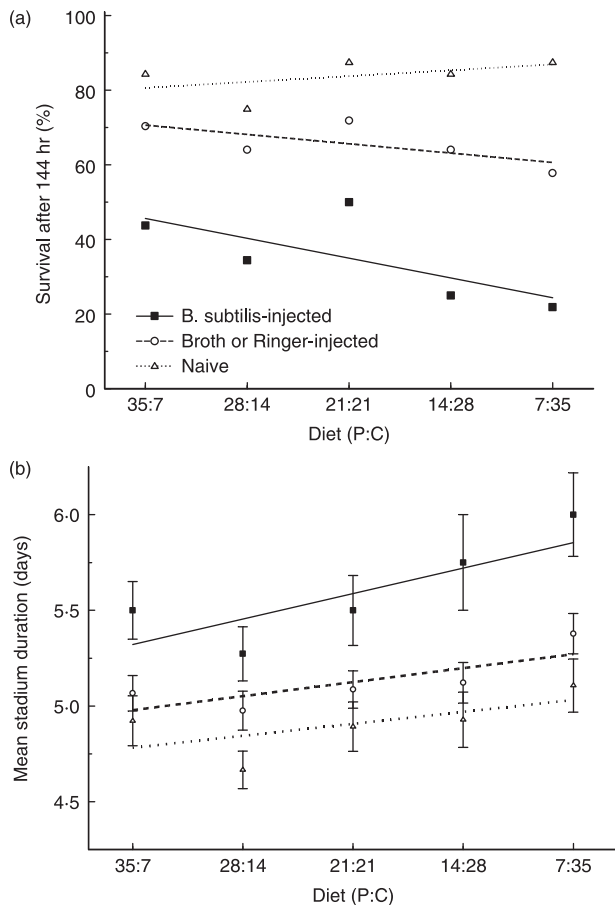 (a)
100
80
60
40
20
0
Survival after 144 hr (%)
B. subtilis-injected
Broth or Ringer-injected
Naive
35:7 28:14 21:21 14:28 7:35
Diet (P:C)
(b)
6·0
5·5
5·0
4·5
Mean stadium duration (days)
35:7 28:14 21:21 14:28 7:35
Diet (P:C)